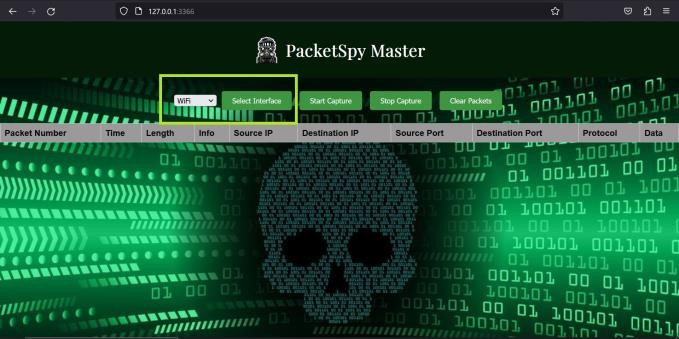 127.0.0.1:3366
PacketSpy Master
WiFi Select Interface Start Capture Stop Capture Clear Packets
Packet Number Time Length Info Source IP Destination IP Source Port Destination Port Protocol Data